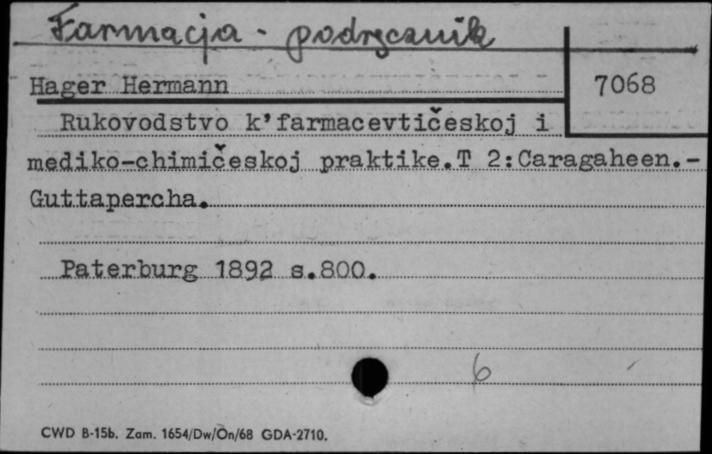 Farmacja - podręcznik
Hager Hermann
7068
Rukovodstvo k'farmacevtičeskoj i
mediko-chimičeskoj praktike.T 2:Caragaheen.-
Guttapercha.
Paterburg 1892 s.800.
6
CWD B-15b. Zam. 1654/Dw/On/68 GDA-2710.